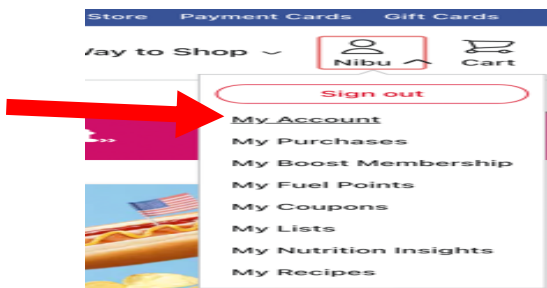 Store Payment Cards Gift Cards
Way to Shop
Nibu Cart
Sign out
My Account
My Purchases
My Boost Membership
My Fuel Points
My Coupons
My Lists
My Nutrition Insights
My Recipes